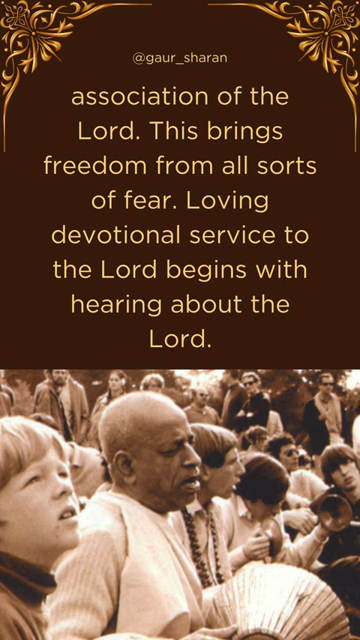 @gaur_sharan
association of the
Lord. This brings
freedom from all sorts
of fear. Loving
devotional service to
the Lord begins with
hearing about the
Lord.